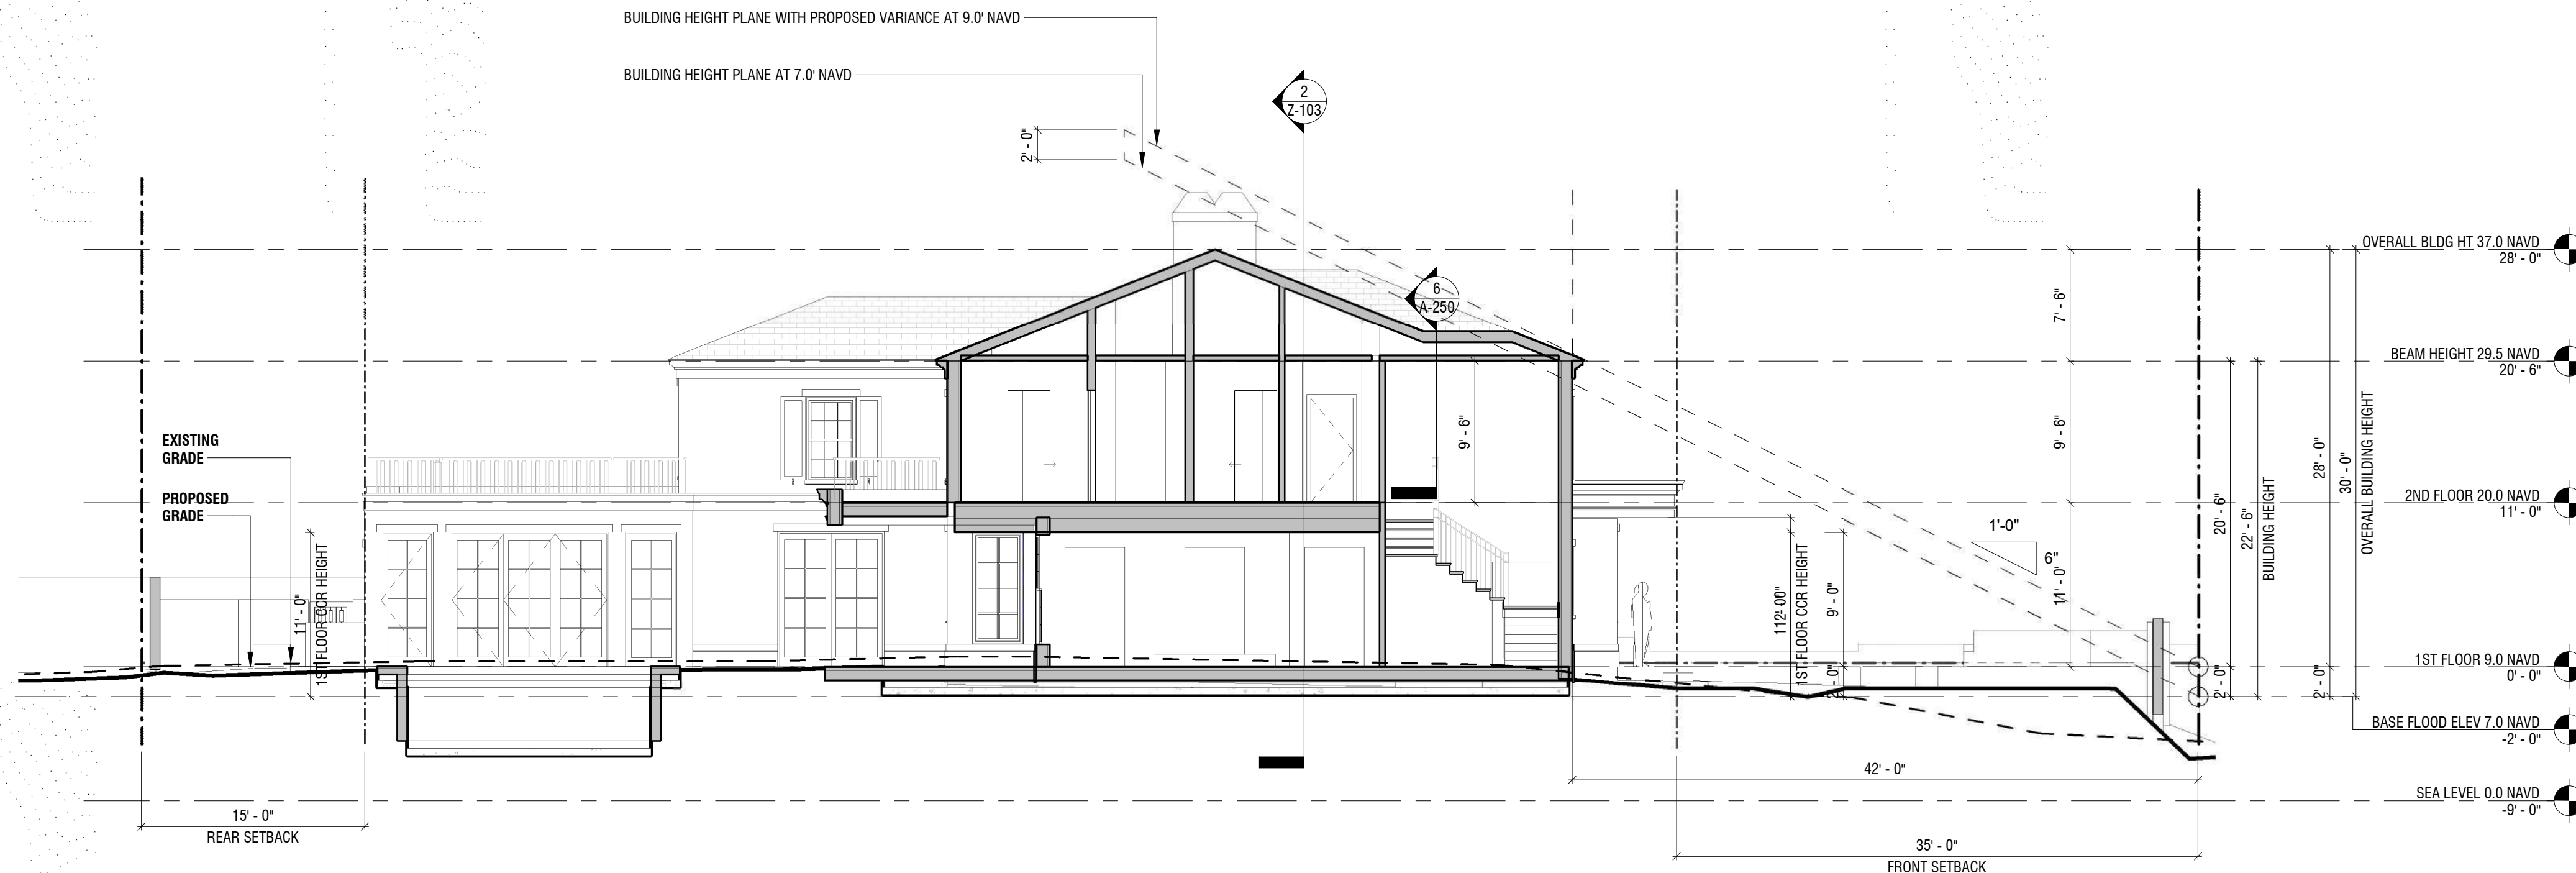 BUILDING HEIGHT PLANE WITH PROPOSED VARIANCE AT 9.0' NAVD
BUILDING HEIGHT PLANE AT 7.0' NAVD
2
Z-103
2' - 0"
OVERALL BLDG HT 37.0 NAVD
28' - 0"
6
A-250
7' - 6"
BEAM HEIGHT 29.5 NAVD
20' - 6"
EXISTING
GRADE
9' - 6"
9' - 6"
28' - 0"
30' - 0"
OVERALL BUILDING HEIGHT
PROPOSED
GRADE
2ND FLOOR 20.0 NAVD
11' - 0"
20' - 6"
22' - 6"
BUILDING HEIGHT
1'-0"
6"
11' - 0"
1ST FLOOR CCR HEIGHT
1ST FLOOR CCR HEIGHT
9' - 0"
11' - 0"
1ST FLOOR 9.0 NAVD
0' - 0"
2' - 0"
2' - 0"
2' - 0"
BASE FLOOD ELEV 7.0 NAVD
-2' - 0"
42' - 0"
SEA LEVEL 0.0 NAVD
-9' - 0"
15' - 0"
REAR SETBACK
35' - 0"
FRONT SETBACK